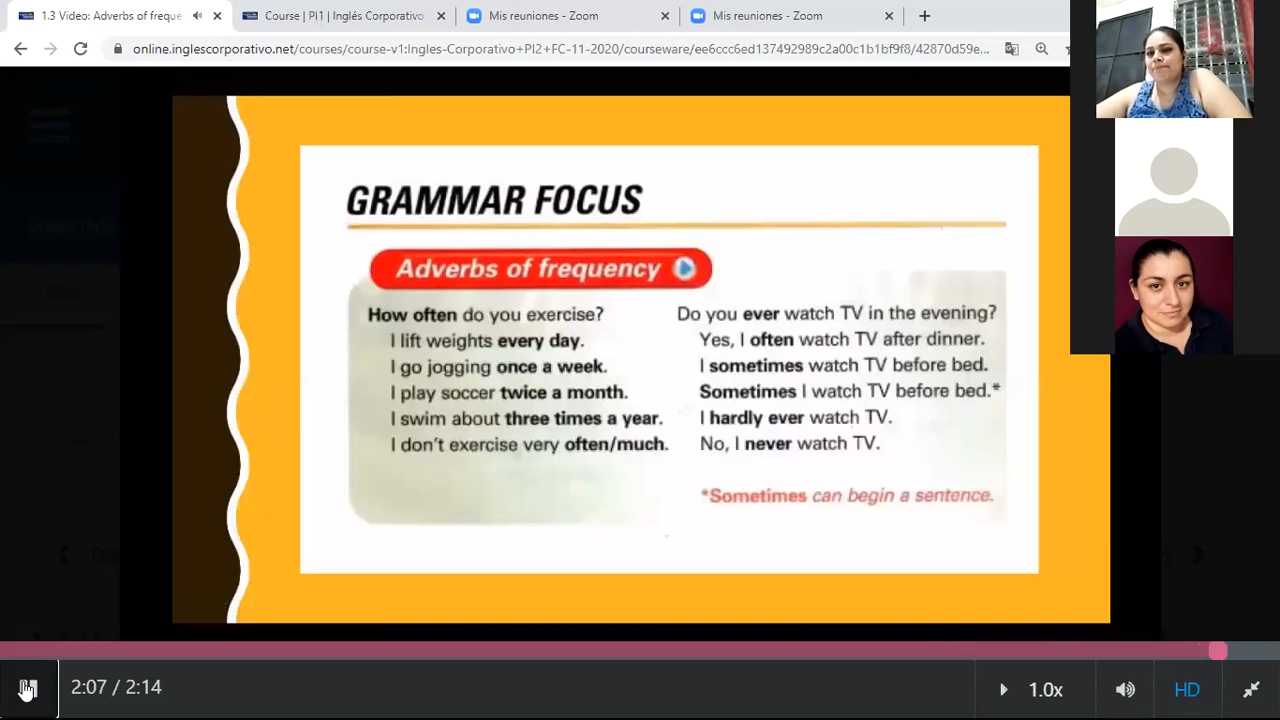 1.3 Video: Adverbs of freque
Course | PI1 | Inglés Corporativo
Mis reuniones - Zoom
Mis reuniones - Zoom
online.inglescorporativo.net/courses/course-v1:Ingles-Corporativo+PI2+FC-11-2020/courseware/ee6ccc6ed137492989c2a00c1b1bf9f8/42870d59e...
GRAMMAR FOCUS
Adverbs of frequency
How often do you exercise?
I lift weights every day.
I go jogging once a week.
I play soccer twice a month.
I swim about three times a year.
I don't exercise very often/much.
Do you ever watch TV in the evening?
Yes, I often watch TV after dinner.
I sometimes watch TV before bed.
Sometimes I watch TV before bed.*
I hardly ever watch TV.
No, I never watch TV.
*Sometimes can begin a sentence.
2:07 / 2:14
1.0x
HD